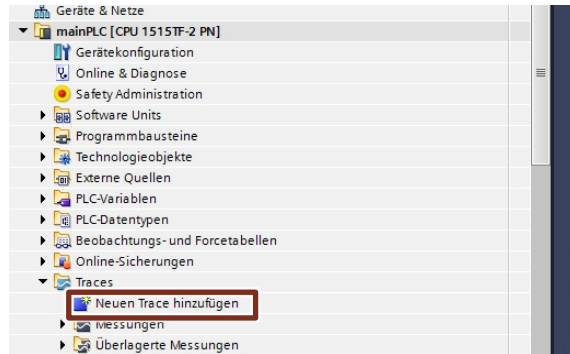 Geräte & Netze
mainPLC [CPU 1515TF-2 PN]
Gerätekonfiguration
Online & Diagnose
Safety Administration
Software Units
Programmbausteine
Technologieobjekte
Externe Quellen
PLC-Variablen
PLC-Datentypen
Beobachtungs- und Forcetabellen
Online-Sicherungen
Traces
Neuen Trace hinzufügen
Messungen
Überlagerte Messungen